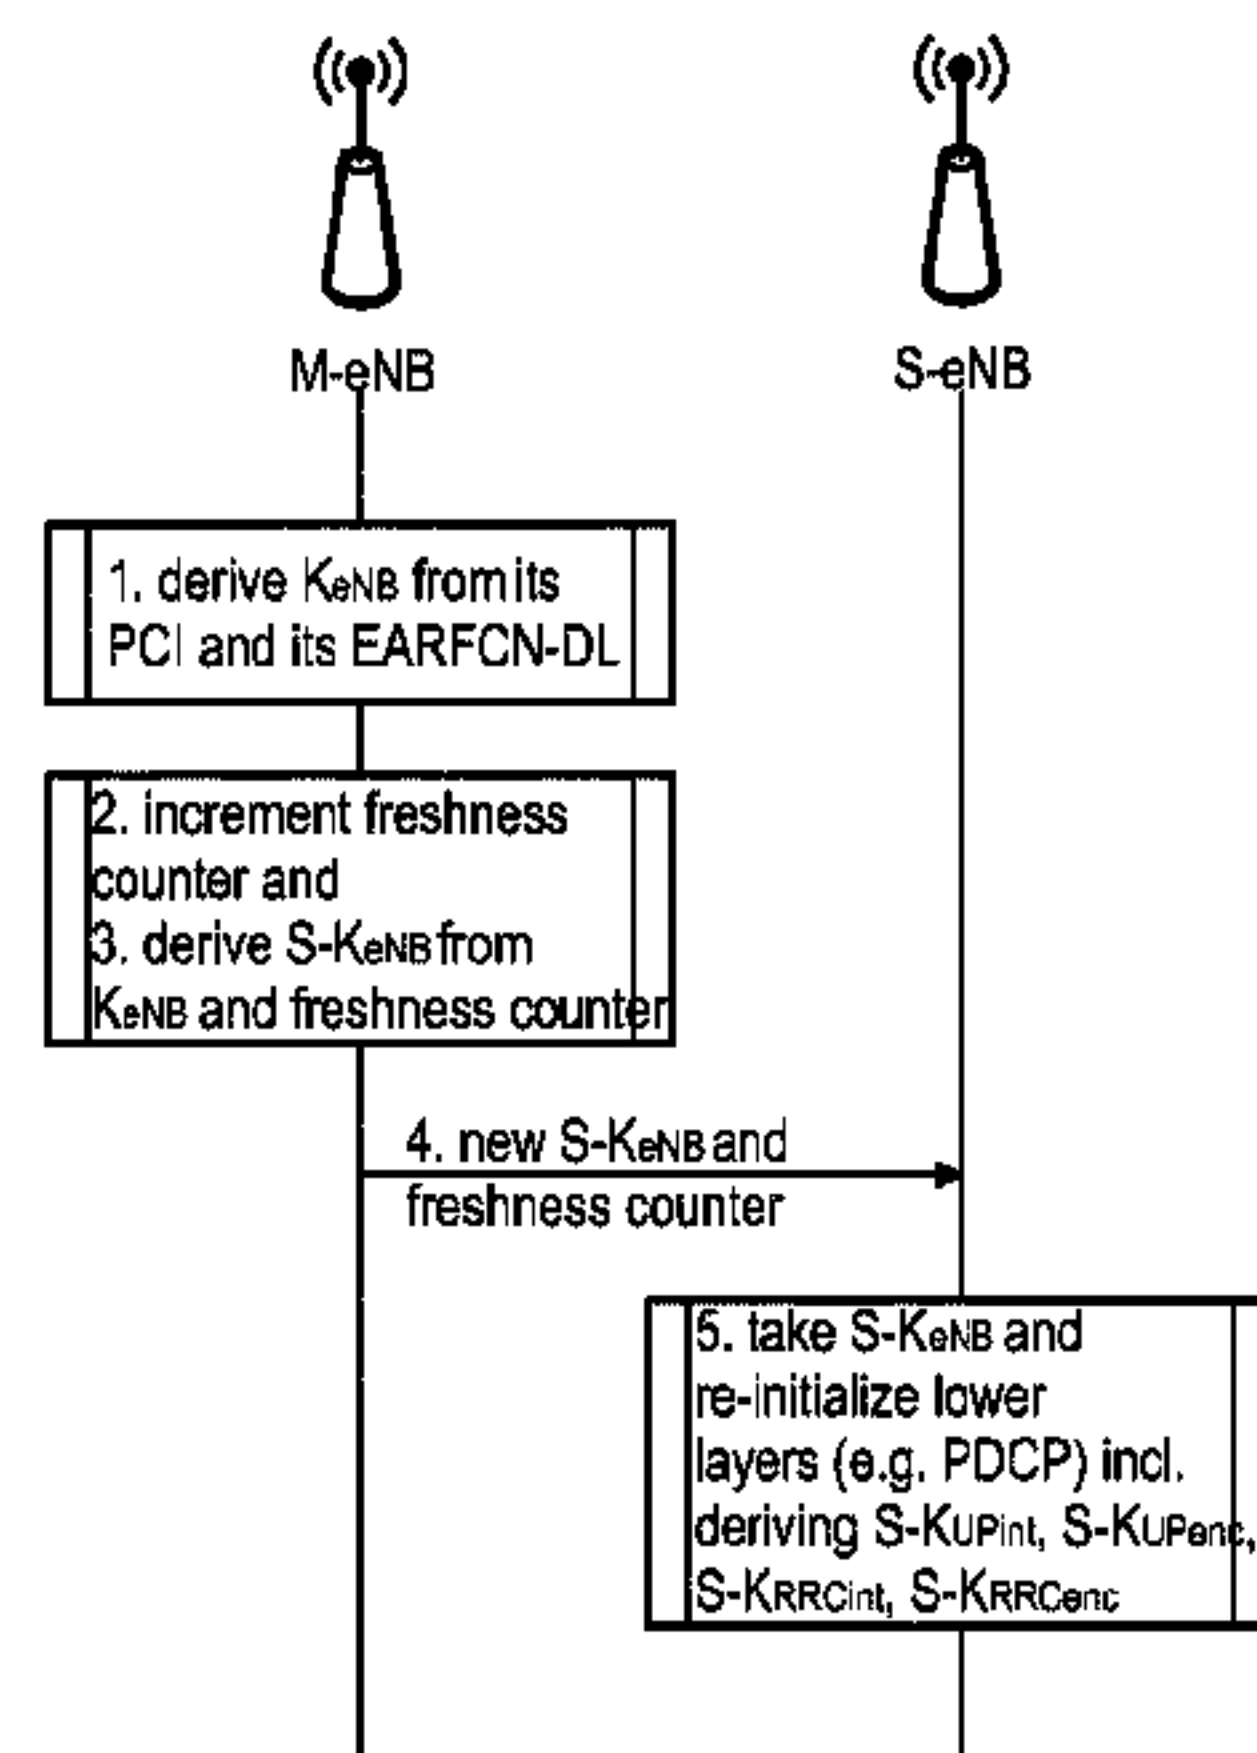 M-eNB
S-eNB
1. derive KeNB from its
PCI and its EARFCN-DL
2. increment freshness
counter and
3. derive S-KeNB from
KeNB and freshness counter
4. new S-KeNB and
freshness counter
5. take S-KeNB and
re-initialize lower
layers (e.g. PDCP) incl.
deriving S-KUPint, S-KUPenc,
S-KRRCint, S-KRRCenc